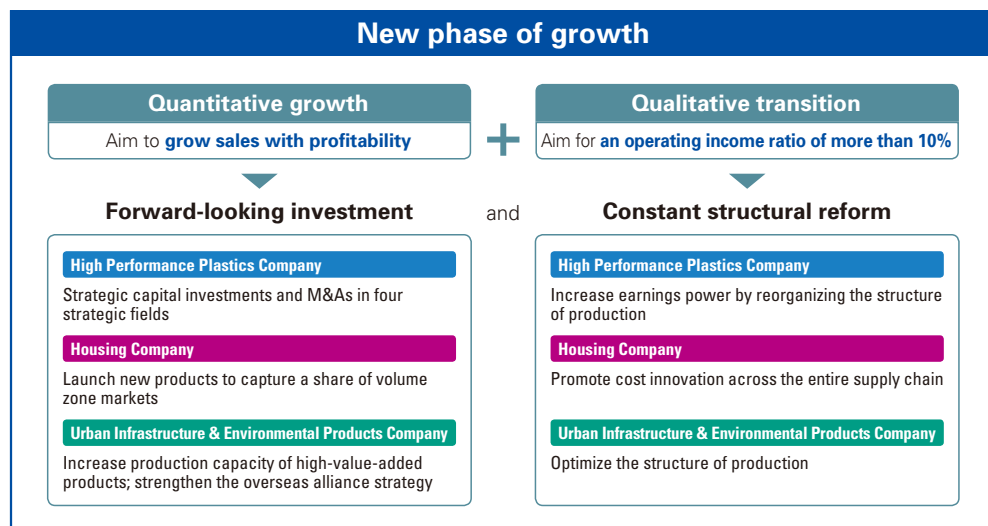 New phase of growth
Quantitative growth
Aim to grow sales with profitability
+
Qualitative transition
Aim for an operating income ratio of more than 10%
Forward-looking investment
and
Constant structural reform
High Performance Plastics Company
Strategic capital investments and M&As in four
strategic fields
Housing Company
Launch new products to capture a share of volume
zone markets
Urban Infrastructure & Environmental Products Company
Increase production capacity of high-value-added
products; strengthen the overseas alliance strategy
High Performance Plastics Company
Increase earnings power by reorganizing the structure
of production
Housing Company
Promote cost innovation across the entire supply chain
Urban Infrastructure & Environmental Products Company
Optimize the structure of production